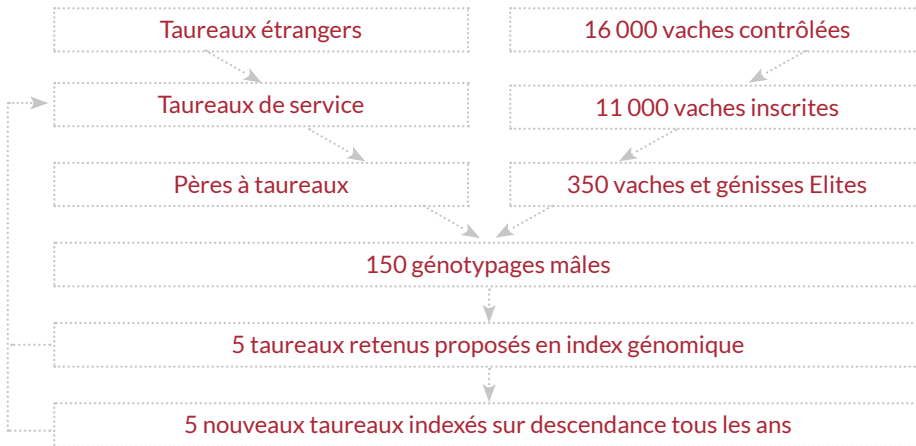 Taureaux étrangers
16 000 vaches contrôlées
Taureaux de service
11 000 vaches inscrites
Pères à taureaux
350 vaches et génisses Elites
150 génotypages mâles
5 taureaux retenus proposés en index génomique
5 nouveaux taureaux indexés sur descendance tous les ans